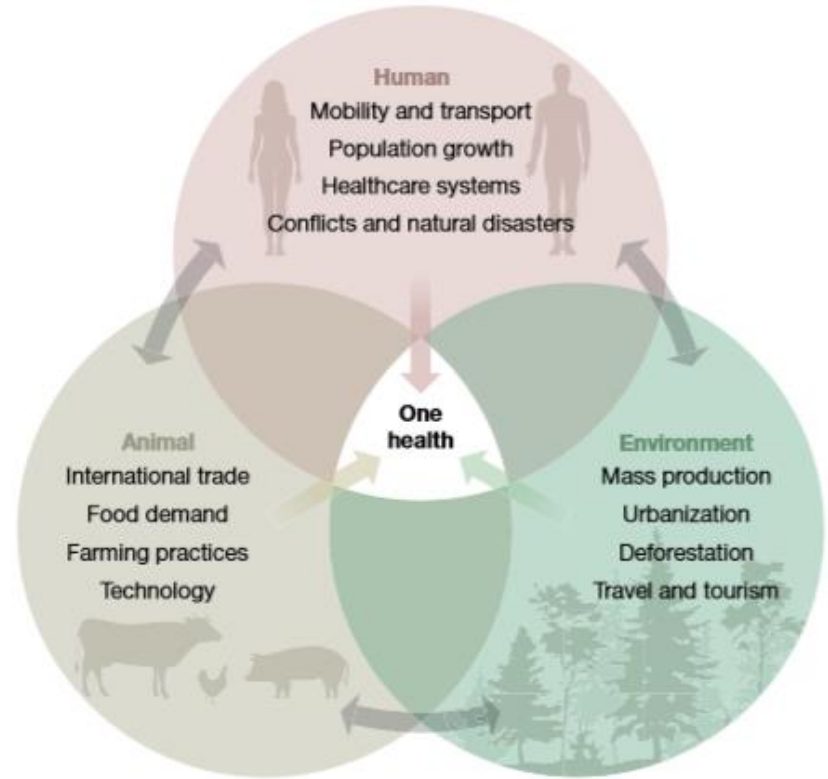 Human
Mobility and transport
Population growth
Healthcare systems
Conflicts and natural disasters
One
health
Animal
International trade
Food demand
Farming practices
Technology
Environment
Mass production
Urbanization
Deforestation
Travel and tourism